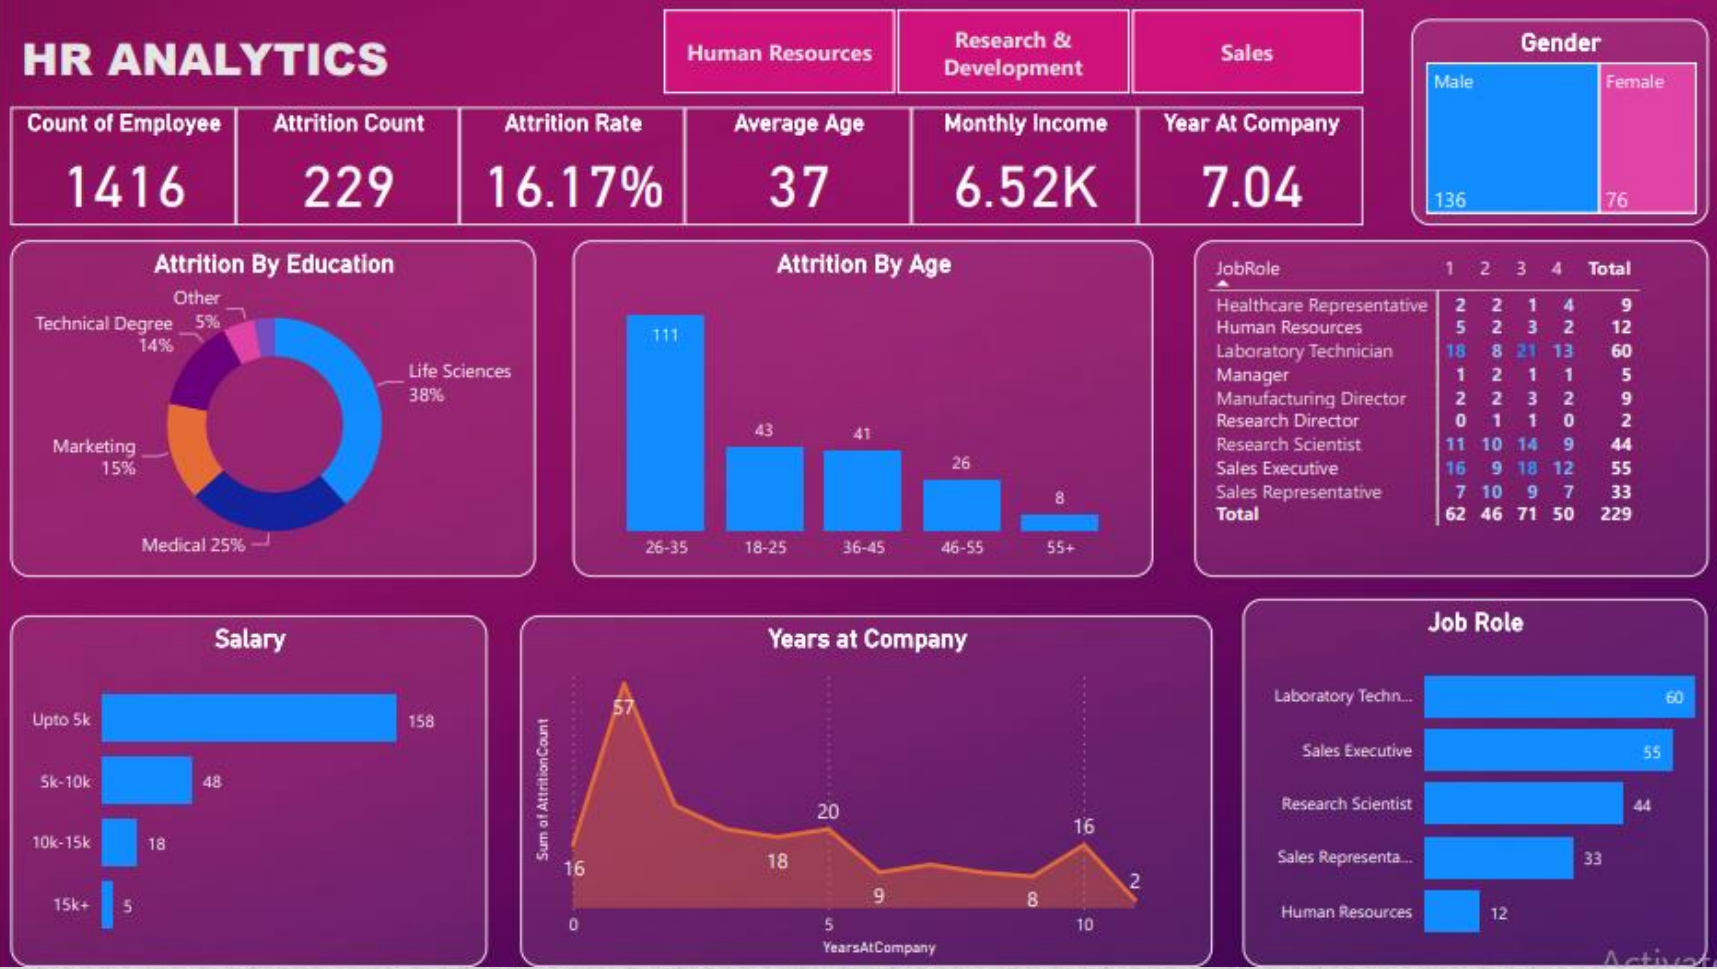 HR ANALYTICS
Human Resources
Research &
Development
Sales
Gender
Male
Female
136
76
Count of Employee
1416
Attrition Count
229
Attrition Rate
16.17%
Average Age
37
Monthly Income
6.52K
Year At Company
7.04
Attrition By Education
Other
5%
Technical Degree
14%
Life Sciences
38%
Marketing
15%
Medical 25%
Attrition By Age
111
43
41
26
8
26-35
18-25
36-45
46-55
55+
JobRole 1 2 3 4 Total
Healthcare Representative 2 2 1 4 9
Human Resources 5 2 3 2 12
Laboratory Technician 18 8 21 13 60
Manager 1 2 1 1 5
Manufacturing Director 2 2 3 2 9
Research Director 0 1 1 0 2
Research Scientist 11 10 14 9 44
Sales Executive 16 9 18 12 55
Sales Representative 7 10 9 7 33
Total 62 46 71 50 229
Salary
Upto 5k 158
5k-10k 48
10k-15k 18
15k+ 5
Years at Company
Sum of AttritionCount
57
16
18
20
9
8
16
2
0
5
10
YearsAtCompany
Job Role
Laboratory Techn... 60
Sales Executive 55
Research Scientist 44
Sales Representa... 33
Human Resources 12